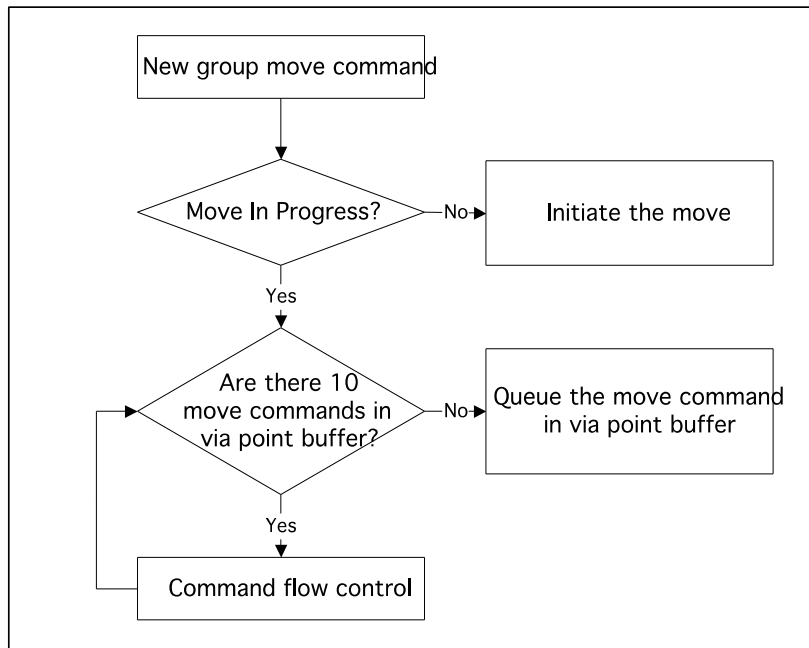 New group move command
Move In Progress?
No
Initiate the move
Yes
Are there 10
move commands in
via point buffer?
No
Queue the move command
in via point buffer
Yes
Command flow control